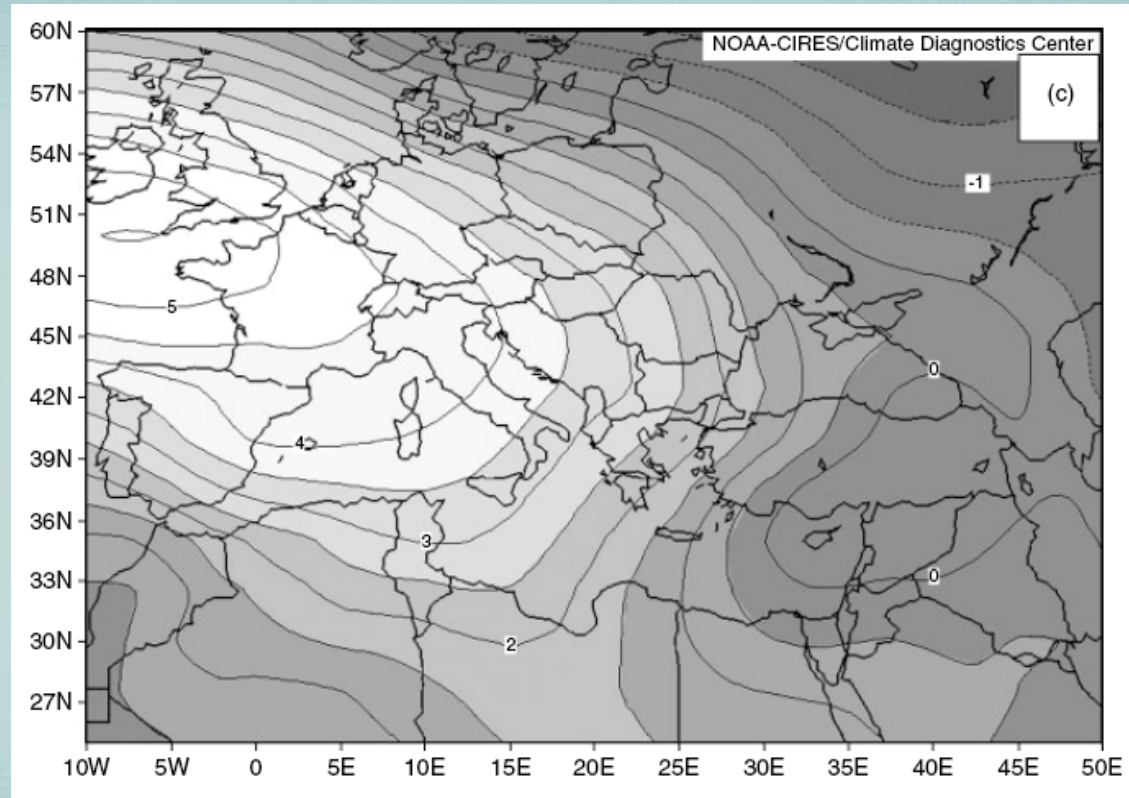 60N
NOAA-CIRES/Climate Diagnostics Center
57N
(c)
54N
-1
51N
48N
5
45N
0
42N
4
39N
36N
3
33N
0
30N
2
27N
10W 5W 0 5E 10E 15E 20E 25E 30E 35E 40E 45E 50E